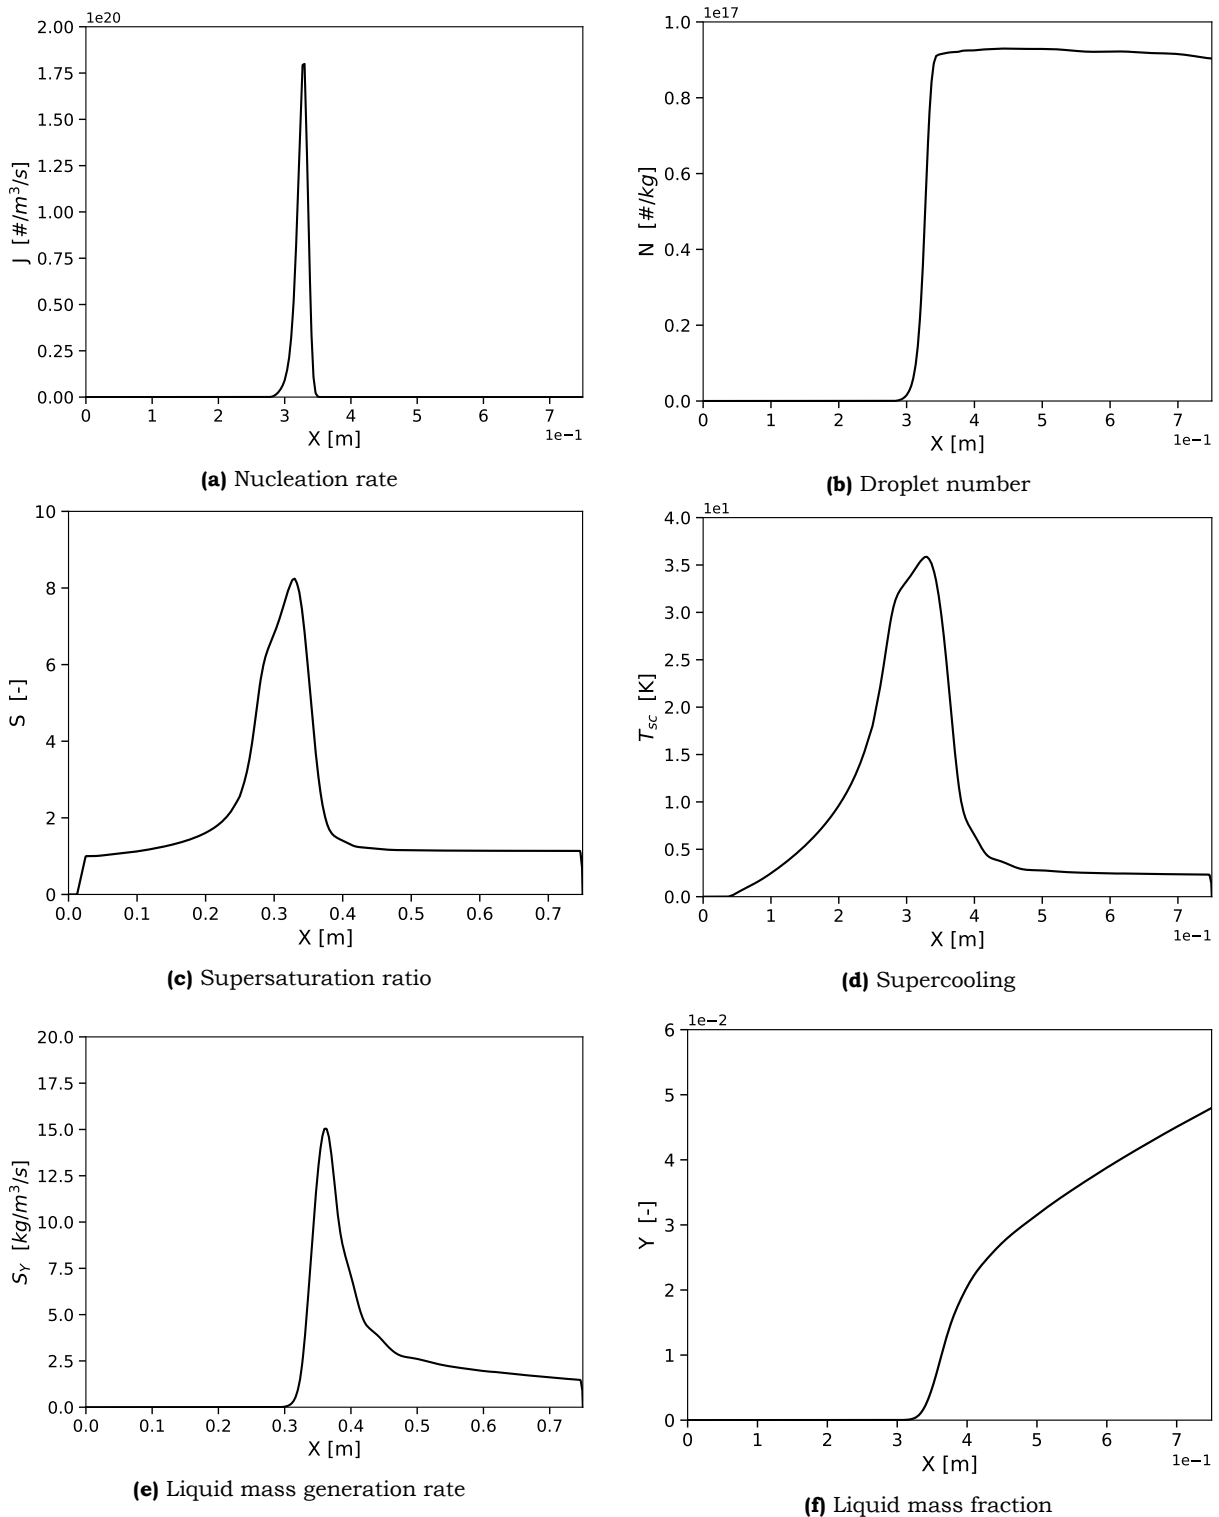 1e20
2.00
1.75
1.50
1.25
1.00
0.75
0.50
0.25
0.00
J [#/m³/s]
0 1 2 3 4 5 6 7
1e−1
X [m]
(a) Nucleation rate
1e17
1.0
0.8
0.6
0.4
0.2
0.0
N [#/kg]
0 1 2 3 4 5 6 7
1e−1
X [m]
(b) Droplet number
10
8
6
4
2
0
S [-]
0.0 0.1 0.2 0.3 0.4 0.5 0.6 0.7
X [m]
(c) Supersaturation ratio
1e1
4.0
3.5
3.0
2.5
2.0
1.5
1.0
0.5
0.0
T_sc [K]
0 1 2 3 4 5 6 7
1e−1
X [m]
(d) Supercooling
20.0
17.5
15.0
12.5
10.0
7.5
5.0
2.5
0.0
S_Y [kg/m³/s]
0.0 0.1 0.2 0.3 0.4 0.5 0.6 0.7
X [m]
(e) Liquid mass generation rate
1e−2
6
5
4
3
2
1
0
Y [-]
0 1 2 3 4 5 6 7
1e−1
X [m]
(f) Liquid mass fraction